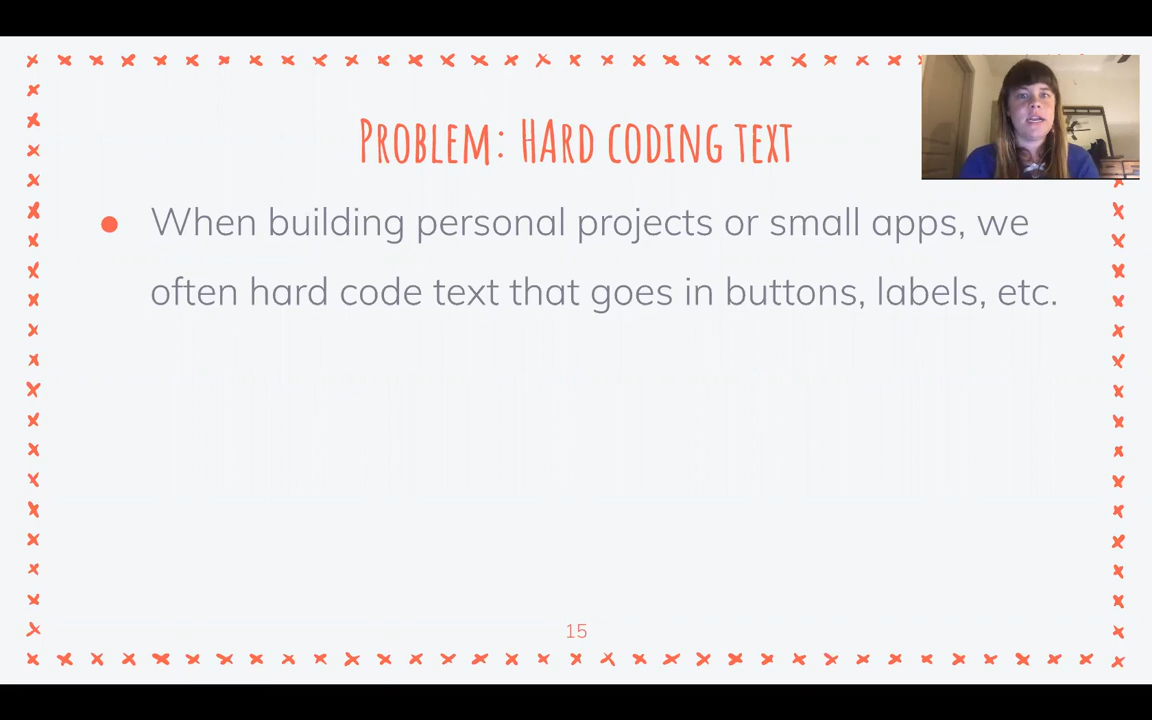 Problem: Hard coding text
● When building personal projects or small apps, we
often hard code text that goes in buttons, labels, etc.
15